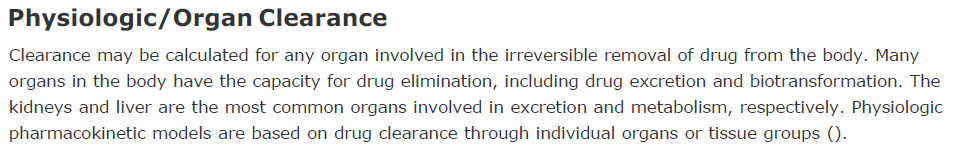 Physiologic/Organ Clearance
Clearance may be calculated for any organ involved in the irreversible removal of drug from the body. Many
organs in the body have the capacity for drug elimination, including drug excretion and biotransformation. The
kidneys and liver are the most common organs involved in excretion and metabolism, respectively. Physiologic
pharmacokinetic models are based on drug clearance through individual organs or tissue groups ().